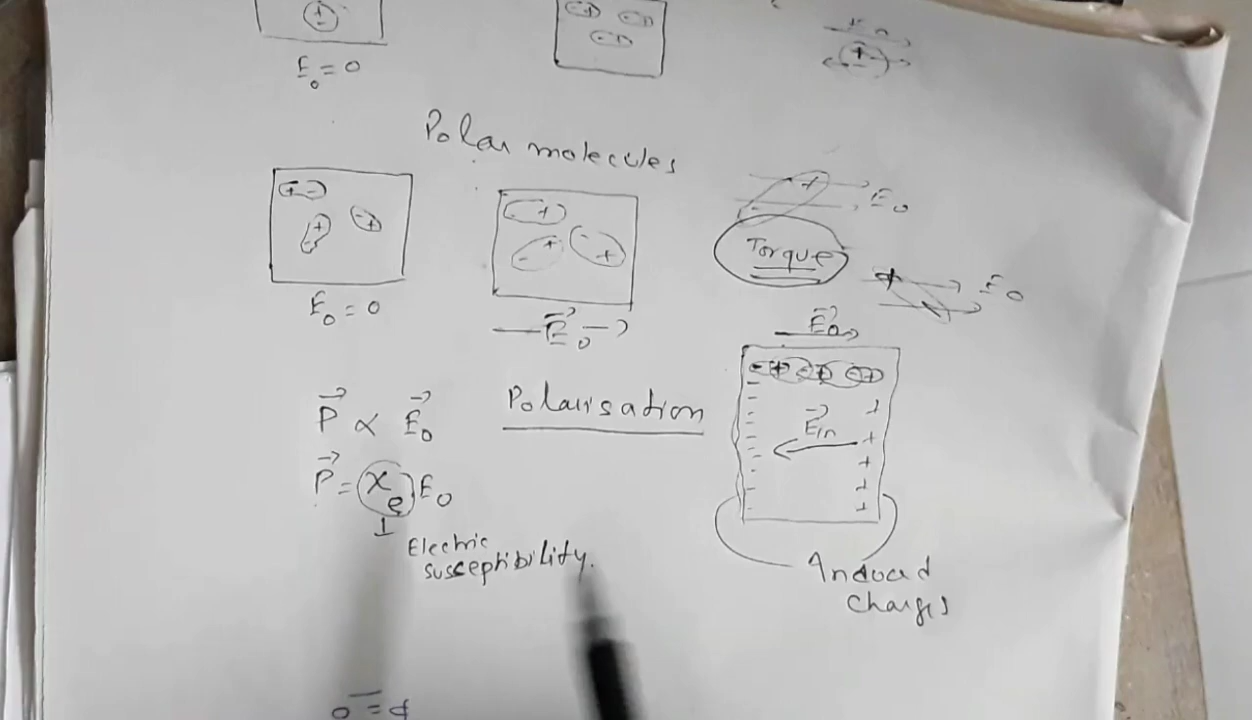 E₀ = 0
Polar molecules
E₀
E₀ = 0
E₀
Torque
E₀
E₀
P ∝ E₀
Polarisation
Ein
P = χe E₀
Electric
susceptibility.
Induced
Charges